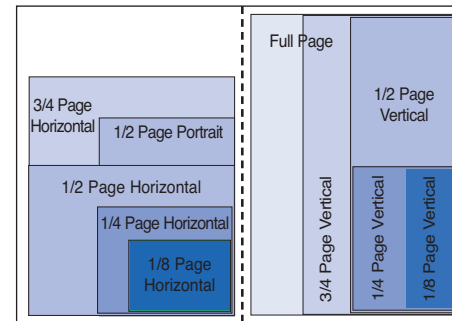 3/4 Page
Horizontal
1/2 Page Portrait
1/2 Page Horizontal
1/4 Page Horizontal
1/8 Page
Horizontal
Full Page
1/2 Page
Vertical
3/4 Page Vertical
1/4 Page Vertical
1/8 Page Vertical